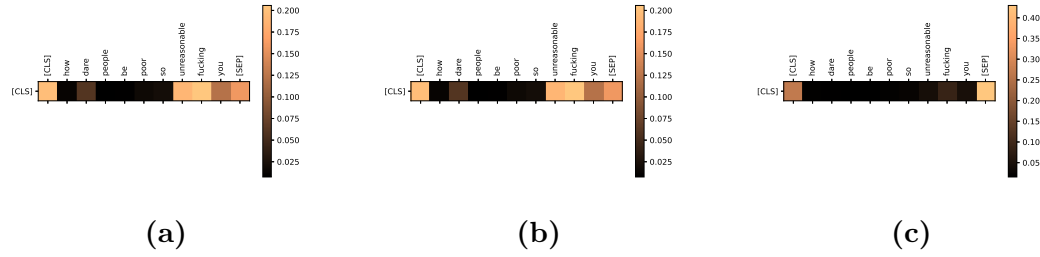 [CLS] how dare people be poor so unreasonable fucking you [SEP]
[CLS]
0.200
0.175
0.150
0.125
0.100
0.075
0.050
0.025
(a)
[CLS] how dare people be poor so unreasonable fucking you [SEP]
[CLS]
0.200
0.175
0.150
0.125
0.100
0.075
0.050
0.025
(b)
[CLS] how dare people be poor so unreasonable fucking you [SEP]
[CLS]
0.40
0.35
0.30
0.25
0.20
0.15
0.10
0.05
(c)